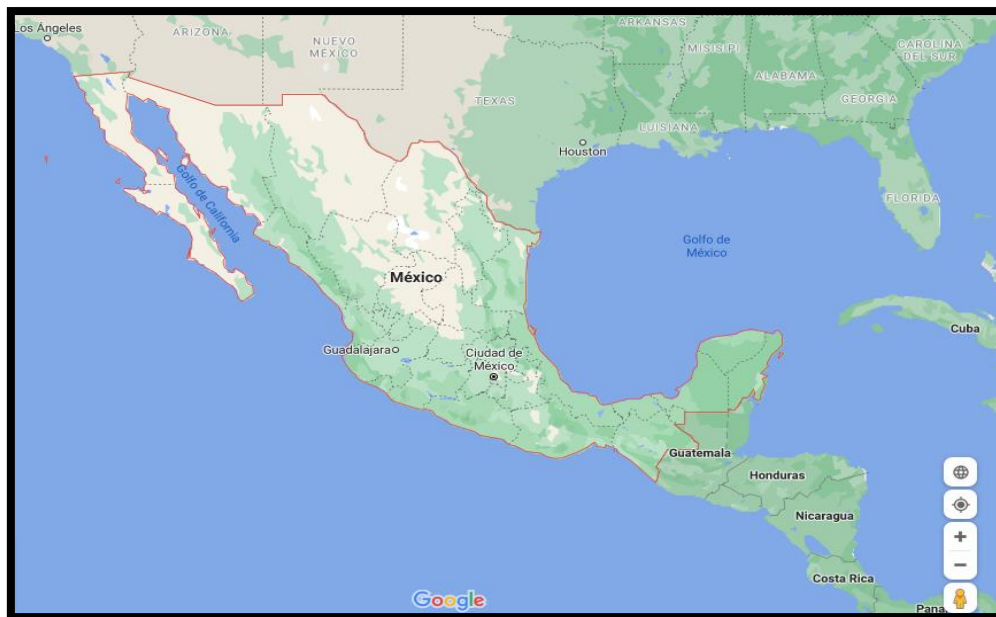 Los Ángeles
ARIZONA
NUEVO
MÉXICO
ARKANSAS
MISISIPI
CAROLINA
DEL SUR
ALABAMA
GEORGIA
TEXAS
LUISIANA
Houston
FLORIDA
Golfo de California
Golfo de
México
México
Cuba
Guadalajara
Ciudad de
México
Guatemala
Honduras
Nicaragua
Costa Rica
Pana
Google